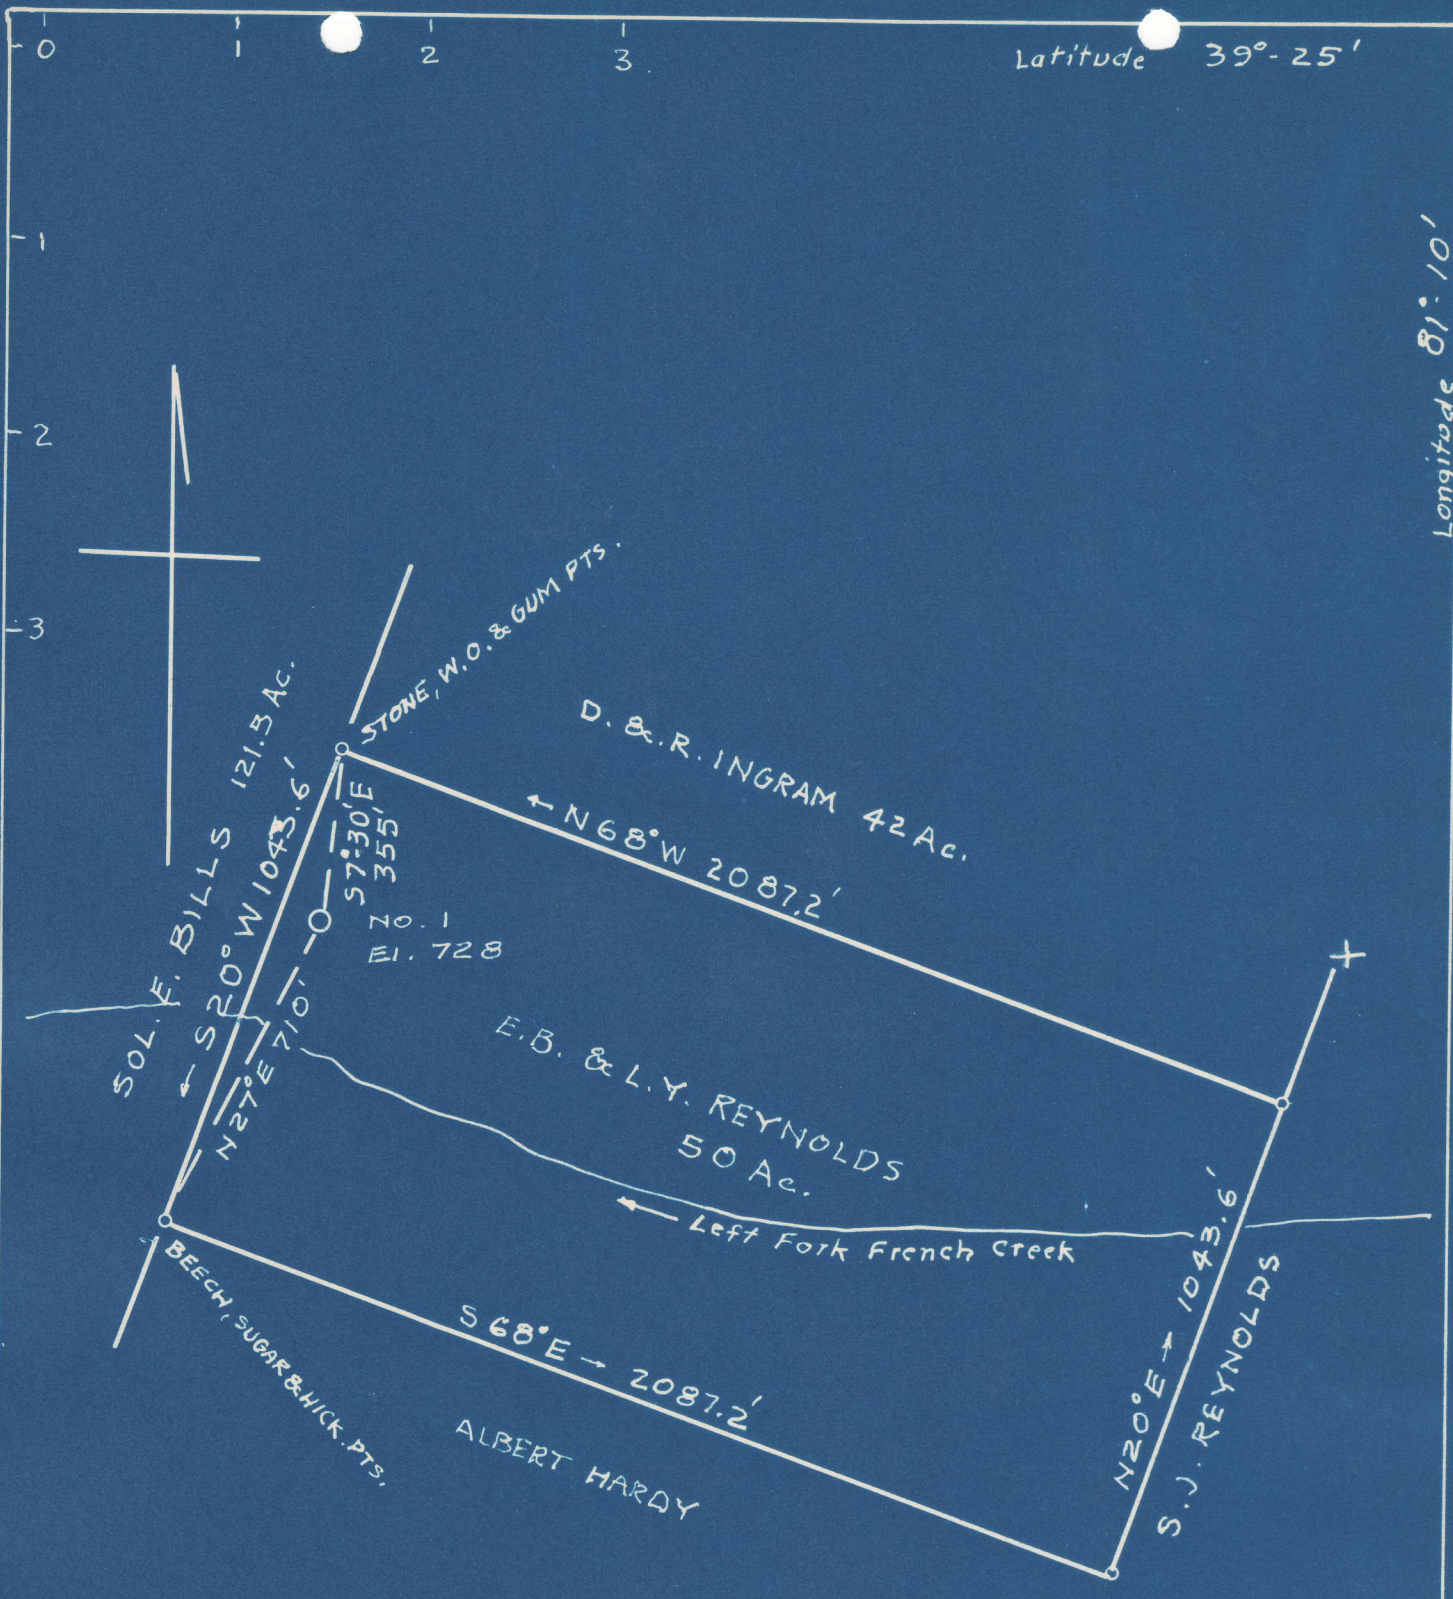 0 1 2 3
Latitude 39°-25'
1
2
3
Longitude 81°-10'
STONE, W.O. & GUM PTS.
D. & R. INGRAM 42 Ac.
← N68°W 2087.2'
SOL. E. BILLS 121.5 AC.
← S20°W 1043.6'
S7°-30'E
355'
NO. 1
El. 728
N27°E 710'
E.B. & L.Y. REYNOLDS
50 Ac.
← Left Fork French Creek
BEECH, SUGAR & HICK. PTS.
S68°E → 2087.2'
ALBERT HARDY
N20°E → 1043.6'
S.J. REYNOLDS